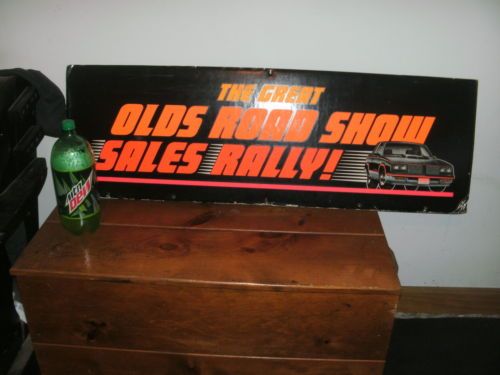 THE GREAT
OLDS ROAD SHOW
SALES RALLY!
Mtn
DEW